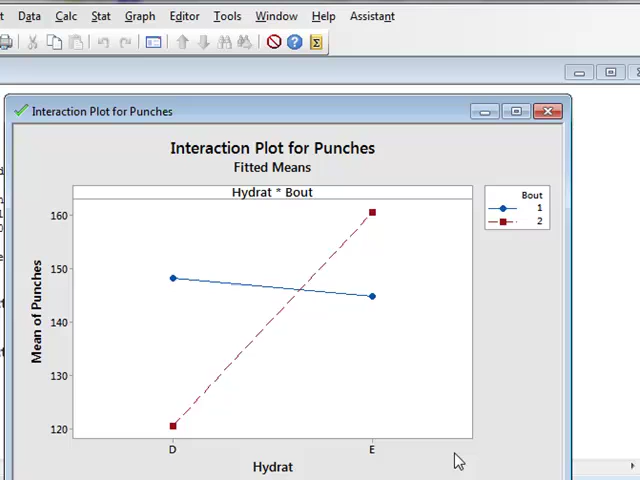 Data Calc Stat Graph Editor Tools Window Help Assistant
Interaction Plot for Punches
Interaction Plot for Punches
Fitted Means
Hydrat * Bout
Bout
1
2
160
150
140
130
120
Mean of Punches
D E
Hydrat